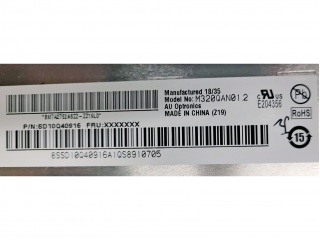 Manufactured 18/35
Model No: M320QAN01.2
AU Optronics
MADE IN CHINA (Z19)
E204356
RoHS
P/N:SD10Q40916 FRU:XXXXXXX
15
8SSD10Q40916A1QS8910705